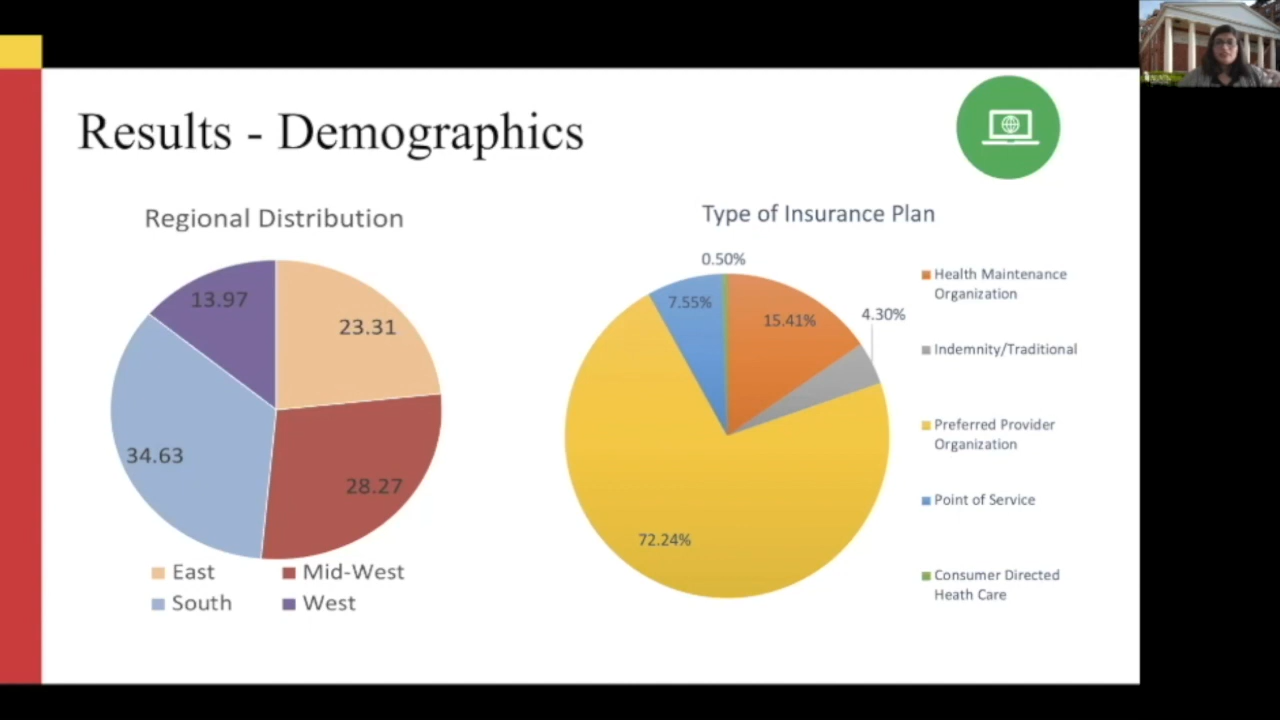 Results - Demographics
Regional Distribution
13.97
23.31
34.63
28.27
East
Mid-West
South
West
Type of Insurance Plan
0.50%
7.55%
15.41%
4.30%
72.24%
Health Maintenance
Organization
Indemnity/Traditional
Preferred Provider
Organization
Point of Service
Consumer Directed
Heath Care